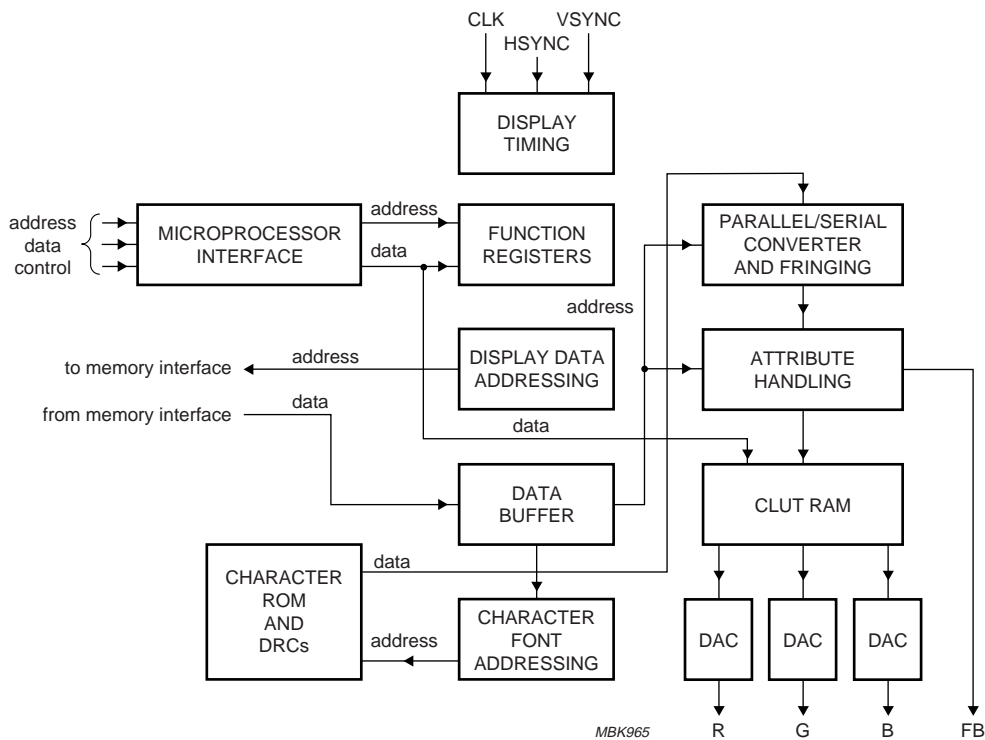 CLK
VSYNC
HSYNC
DISPLAY
TIMING
address
data
control
MICROPROCESSOR
INTERFACE
address
data
FUNCTION
REGISTERS
PARALLEL/SERIAL
CONVERTER
AND FRINGING
address
to memory interface
address
DISPLAY DATA
ADDRESSING
ATTRIBUTE
HANDLING
from memory interface
data
data
DATA
BUFFER
CLUT RAM
CHARACTER
ROM
AND
DRCs
data
address
CHARACTER
FONT
ADDRESSING
DAC
DAC
DAC
MBK965
R
G
B
FB